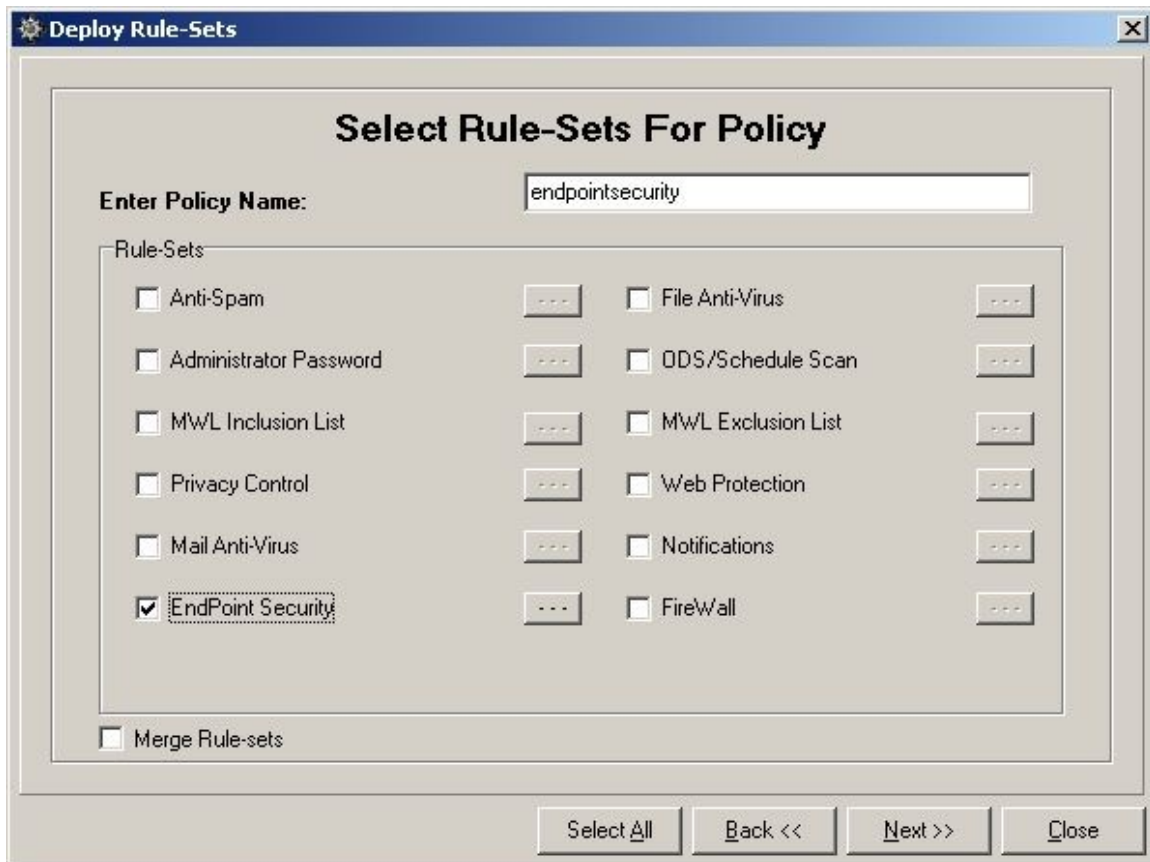 Deploy Rule-Sets
Select Rule-Sets For Policy
Enter Policy Name: endpointsecurity
Rule-Sets
Anti-Spam --- File Anti-Virus ---
Administrator Password --- ODS/Schedule Scan ---
MWL Inclusion List --- MWL Exclusion List ---
Privacy Control --- Web Protection ---
Mail Anti-Virus --- Notifications ---
EndPoint Security --- FireWall ---
Merge Rule-sets
Select All Back << Next >> Close